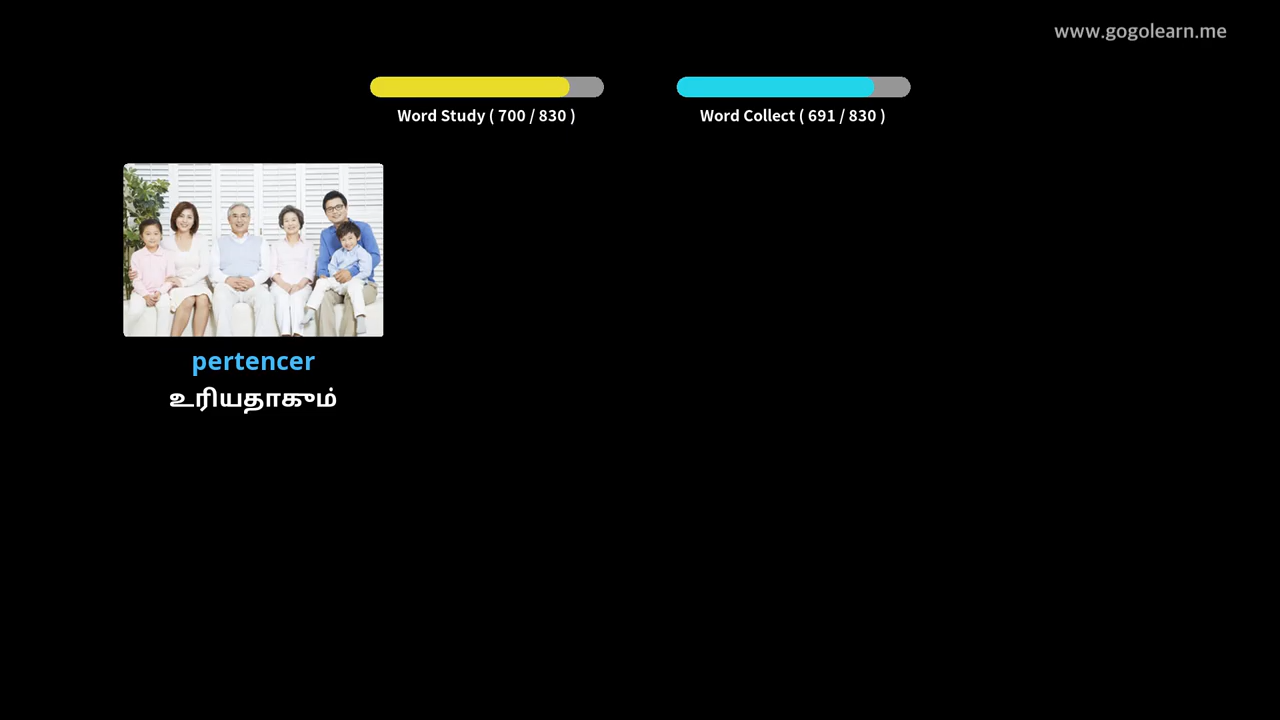 www.gogolearn.me
Word Study ( 700 / 830 )
Word Collect ( 691 / 830 )
pertencer
உரியதாகும்